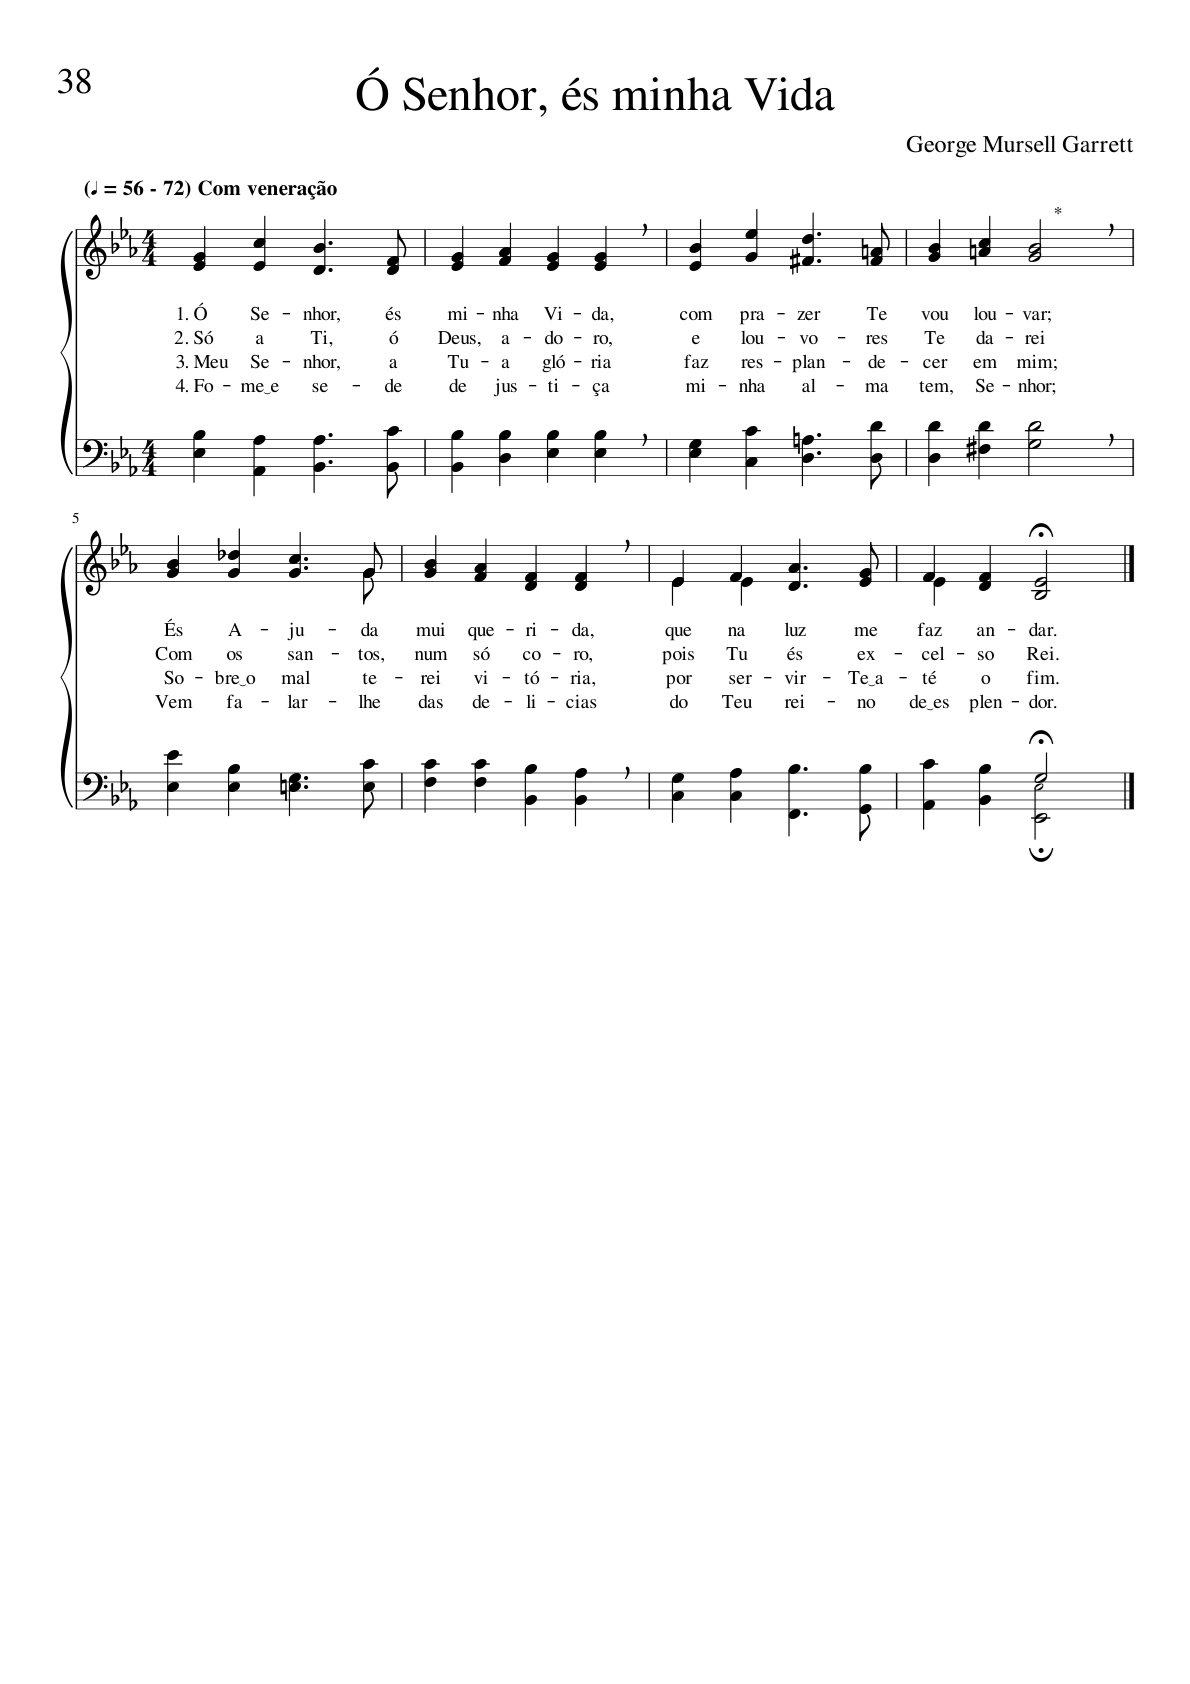 38
Ó Senhor, és minha Vida
George Mursell Garrett
(♩ = 56 - 72) Com veneração
*
1. Ó Se - nhor, és mi - nha Vi - da, com pra - zer Te vou lou - var;
2. Só a Ti, ó Deus, a - do - ro, e lou - vo - res Te da - rei
3. Meu Se - nhor, a Tu - a gló - ria faz res - plan - de - cer em mim;
4. Fo - me‿e se - de de jus - ti - ça mi - nha al - ma tem, Se - nhor;
5
És A - ju - da mui que - ri - da, que na luz me faz an - dar.
Com os san - tos, num só co - ro, pois Tu és ex - cel - so Rei.
So - bre‿o mal te - rei vi - tó - ria, por ser - vir - Te‿a - té o fim.
Vem fa - lar - lhe das de - li - cias do Teu rei - no de‿es plen - dor.